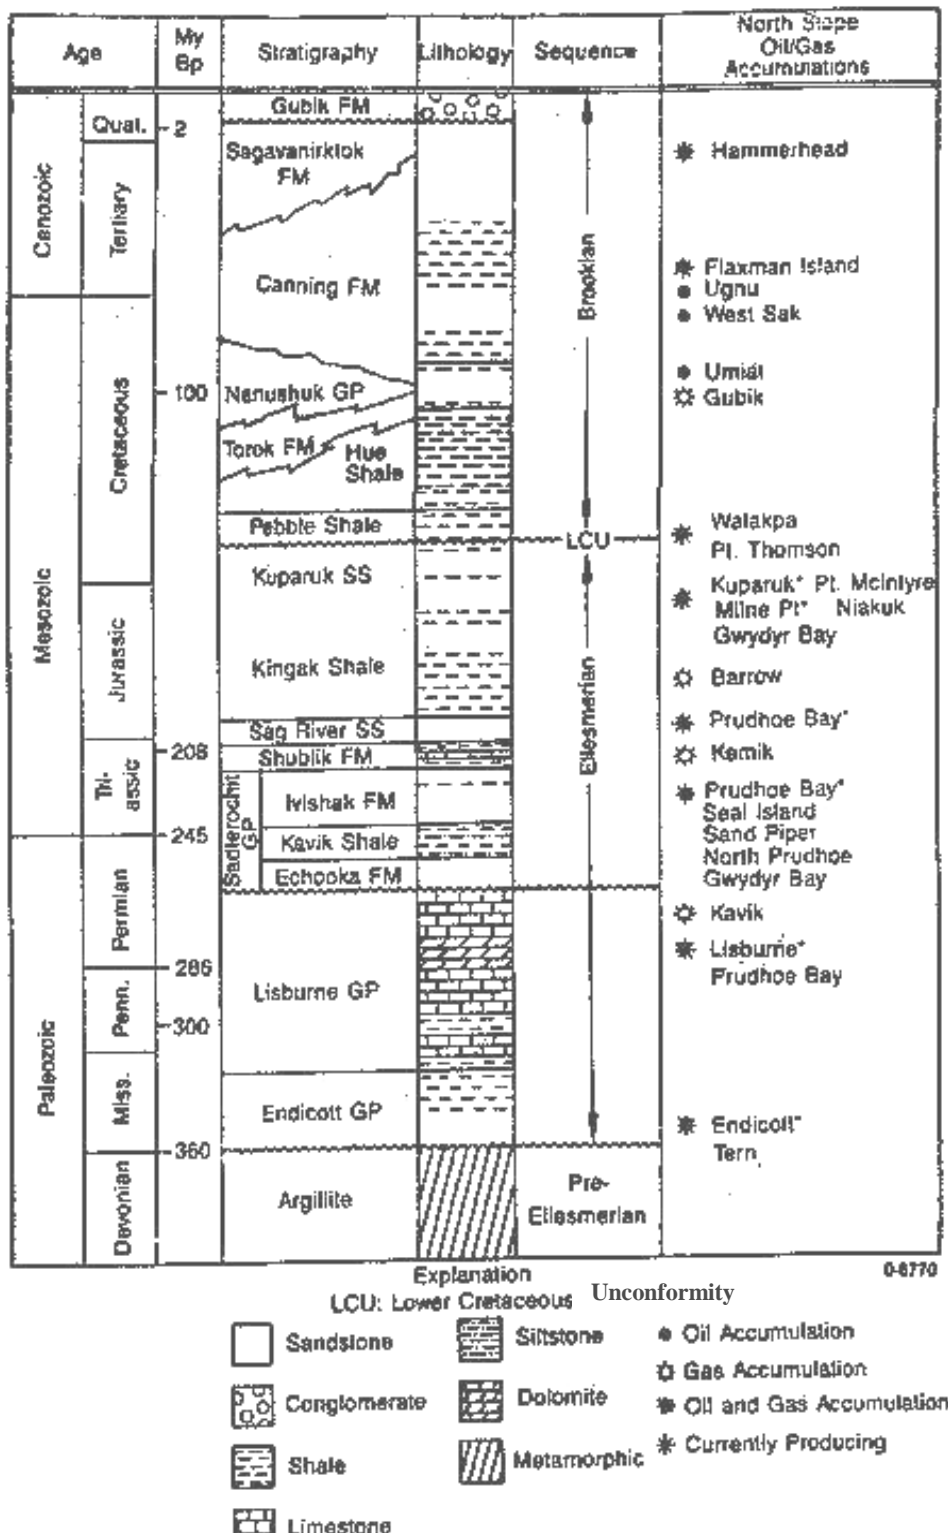 Age
My
Bp
Stratigraphy
Lithology
Sequence
North Slope
Oil/Gas
Accumulations
Cenozoic
Mesozoic
Paleozoic
Quat.
Tertiary
Cretaceous
Jurassic
Tri-
assic
Permian
Penn.
Miss.
Devonian
2
100
208
245
286
300
360
Gubik FM
Sagavanirktok
FM
Canning FM
Nanushuk GP
Torok FM
Hue
Shale
Pebble Shale
Kuparuk SS
Kingak Shale
Sag River SS
Shublik FM
Sadlerochit
GP
Ivishak FM
Kavik Shale
Echooka FM
Lisburne GP
Endicott GP
Argillite
Brookian
LCU
Ellesmerian
Pre-
Ellesmerian
Hammerhead
Flaxman Island
Ugnu
West Sak
Umiat
Gubik
Walakpa
Pt. Thomson
Kuparuk* Pt. McIntyre
Milne Pt* Niakuk
Gwydyr Bay
Barrow
Prudhoe Bay*
Kemik
Prudhoe Bay*
Seal Island
Sand Piper
North Prudhoe
Gwydyr Bay
Kavik
Lisburne*
Prudhoe Bay
Endicott*
Tern
0-6770
Explanation
LCU: Lower Cretaceous Unconformity
Sandstone
Conglomerate
Shale
Limestone
Siltstone
Dolomite
Metamorphic
Oil Accumulation
Gas Accumulation
Oil and Gas Accumulation
Currently Producing